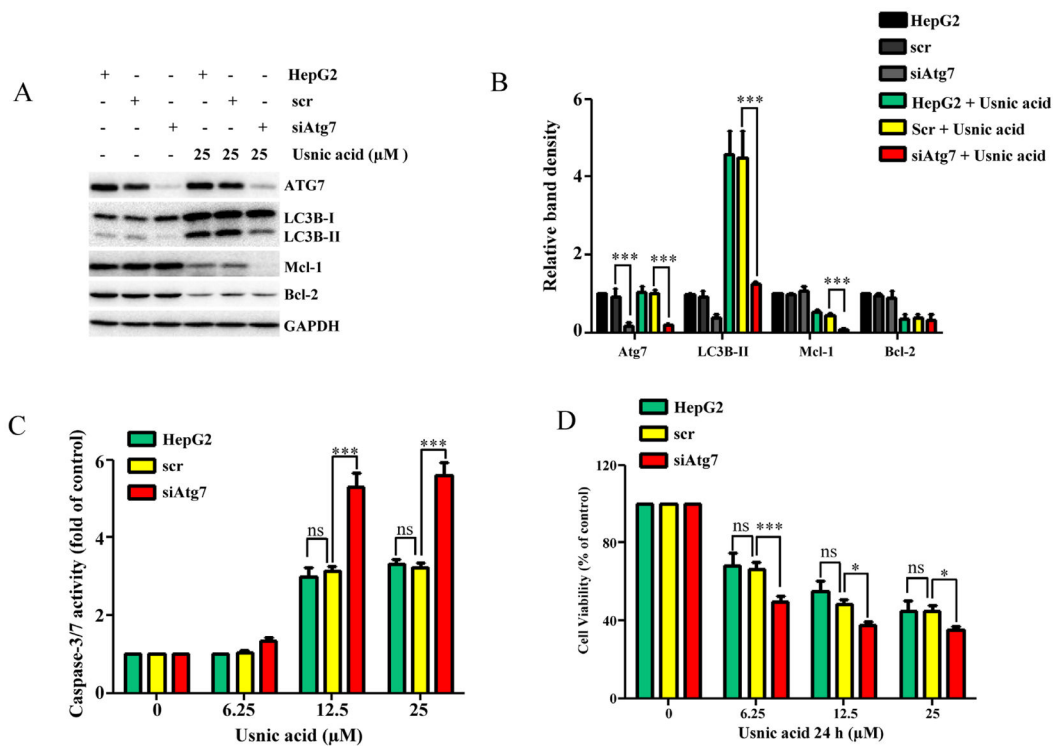 A
+ - - + - - HepG2
- + - - + - scr
- - + - - + siAtg7
- - - 25 25 25 Usnic acid (µM )
ATG7
LC3B-I
LC3B-II
Mcl-1
Bcl-2
GAPDH
B
HepG2
scr
siAtg7
HepG2 + Usnic acid
Scr + Usnic acid
siAtg7 + Usnic acid
Relative band density
6
4
2
0
*** *** *** ***
Atg7 LC3B-II Mcl-1 Bcl-2
C
HepG2
scr
siAtg7
Caspase-3/7 activity (fold of control)
6
4
2
0
ns *** ns ***
0 6.25 12.5 25
Usnic acid (µM)
D
HepG2
scr
siAtg7
Cell Viability (% of control)
120
80
40
0
ns *** ns * ns *
0 6.25 12.5 25
Usnic acid 24 h (µM)